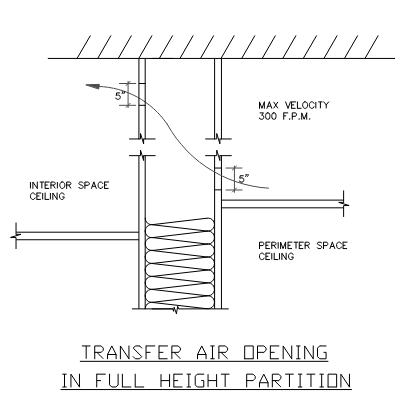 5"
MAX VELOCITY
300 F.P.M.
5"
INTERIOR SPACE
CEILING
PERIMETER SPACE
CEILING
TRANSFER AIR OPENING
IN FULL HEIGHT PARTITION